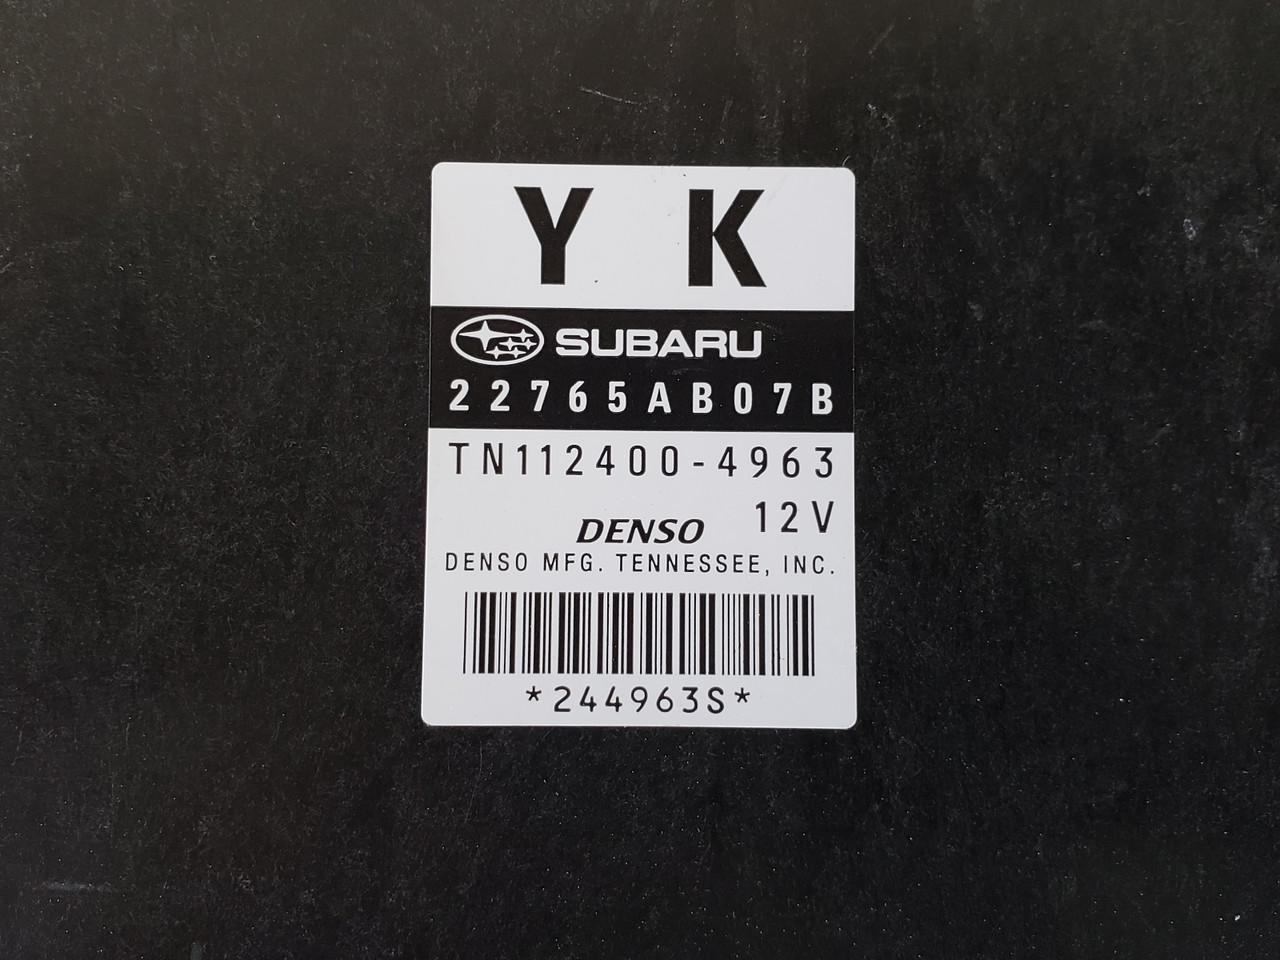 Y K
SUBARU
22765AB07B
TN112400-4963
12V
DENSO
DENSO MFG. TENNESSEE, INC.
*244963S*